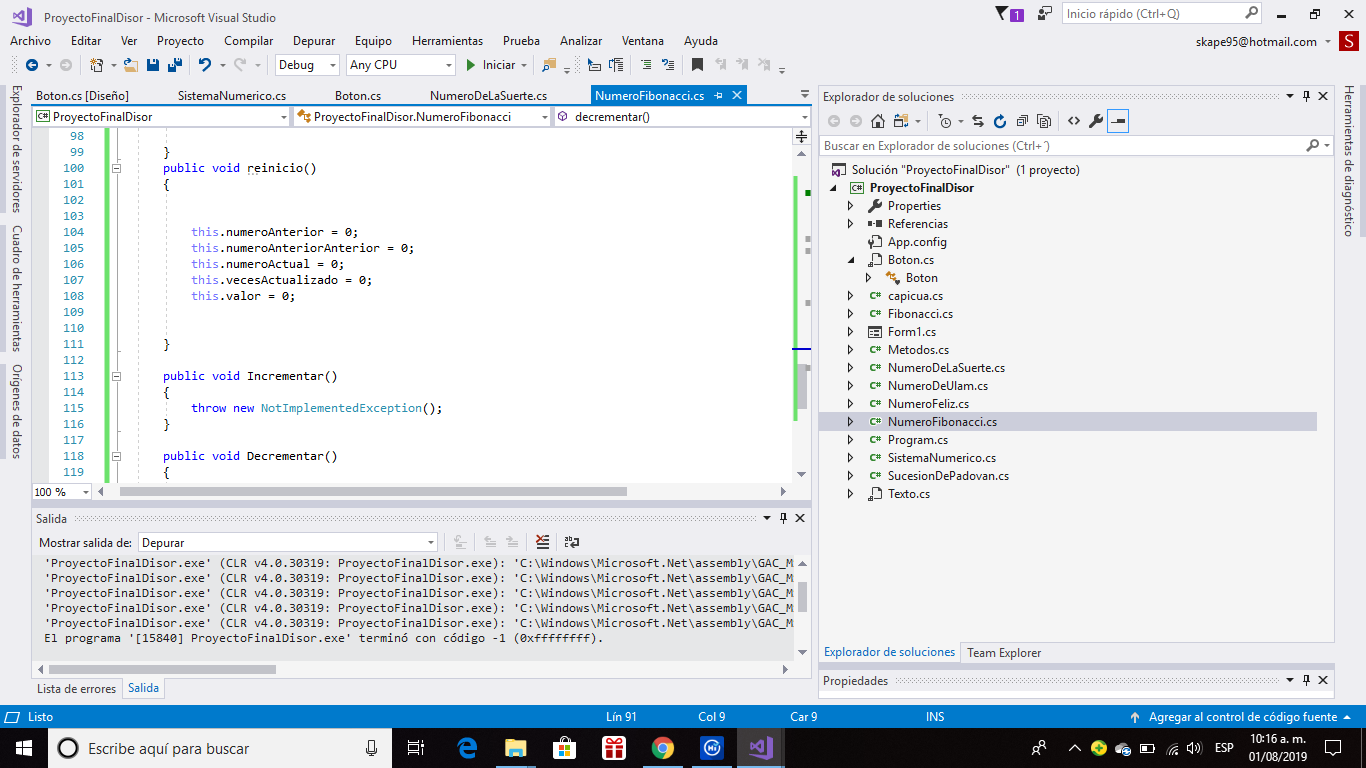 ProyectoFinalDisor - Microsoft Visual Studio
1
Inicio rápido (Ctrl+Q)
Archivo Editar Ver Proyecto Compilar Depurar Equipo Herramientas Prueba Analizar Ventana Ayuda
skape95@hotmail.com
S
Debug Any CPU Iniciar
Explorador de servidores
Cuadro de herramientas
Orígenes de datos
Boton.cs [Diseño] SistemaNumerico.cs Boton.cs NumeroDeLaSuerte.cs NumeroFibonacci.cs
ProyectoFinalDisor ProyectoFinalDisor.NumeroFibonacci decrementar()
98
99 }
100 public void reinicio()
101 {
102
103
104 this.numeroAnterior = 0;
105 this.numeroAnteriorAnterior = 0;
106 this.numeroActual = 0;
107 this.vecesActualizado = 0;
108 this.valor = 0;
109
110
111 }
112
113 public void Incrementar()
114 {
115 throw new NotImplementedException();
116 }
117
118 public void Decrementar()
119 {
100 %
Salida
Mostrar salida de: Depurar
'ProyectoFinalDisor.exe' (CLR v4.0.30319: ProyectoFinalDisor.exe): 'C:\Windows\Microsoft.Net\assembly\GAC_M
'ProyectoFinalDisor.exe' (CLR v4.0.30319: ProyectoFinalDisor.exe): 'C:\Windows\Microsoft.Net\assembly\GAC_M
'ProyectoFinalDisor.exe' (CLR v4.0.30319: ProyectoFinalDisor.exe): 'C:\Windows\Microsoft.Net\assembly\GAC_M
'ProyectoFinalDisor.exe' (CLR v4.0.30319: ProyectoFinalDisor.exe): 'C:\Windows\Microsoft.Net\assembly\GAC_M
'ProyectoFinalDisor.exe' (CLR v4.0.30319: ProyectoFinalDisor.exe): 'C:\Windows\Microsoft.Net\assembly\GAC_M
El programa '[15840] ProyectoFinalDisor.exe' terminó con código -1 (0xffffffff).
Lista de errores Salida
Explorador de soluciones
Buscar en Explorador de soluciones (Ctrl+´)
Solución "ProyectoFinalDisor" (1 proyecto)
ProyectoFinalDisor
Properties
Referencias
App.config
Boton.cs
Boton
capicua.cs
Fibonacci.cs
Form1.cs
Metodos.cs
NumeroDeLaSuerte.cs
NumeroDeUlam.cs
NumeroFeliz.cs
NumeroFibonacci.cs
Program.cs
SistemaNumerico.cs
SucesionDePadovan.cs
Texto.cs
Explorador de soluciones Team Explorer
Propiedades
Herramientas de diagnóstico
Listo Lín 91 Col 9 Car 9 INS Agregar al control de código fuente
Escribe aquí para buscar
ESP
10:16 a. m.
01/08/2019